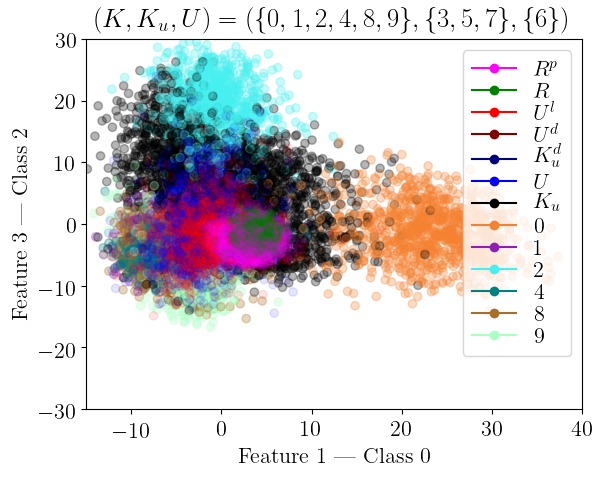 (K, K_u, U) = ({0, 1, 2, 4, 8, 9}, {3, 5, 7}, {6})
30
20
10
0
−10
−20
−30
Feature 3 — Class 2
−10 0 10 20 30 40
Feature 1 — Class 0
R^p
R
U^l
U^d
K_u^d
U
K_u
0
1
2
4
8
9